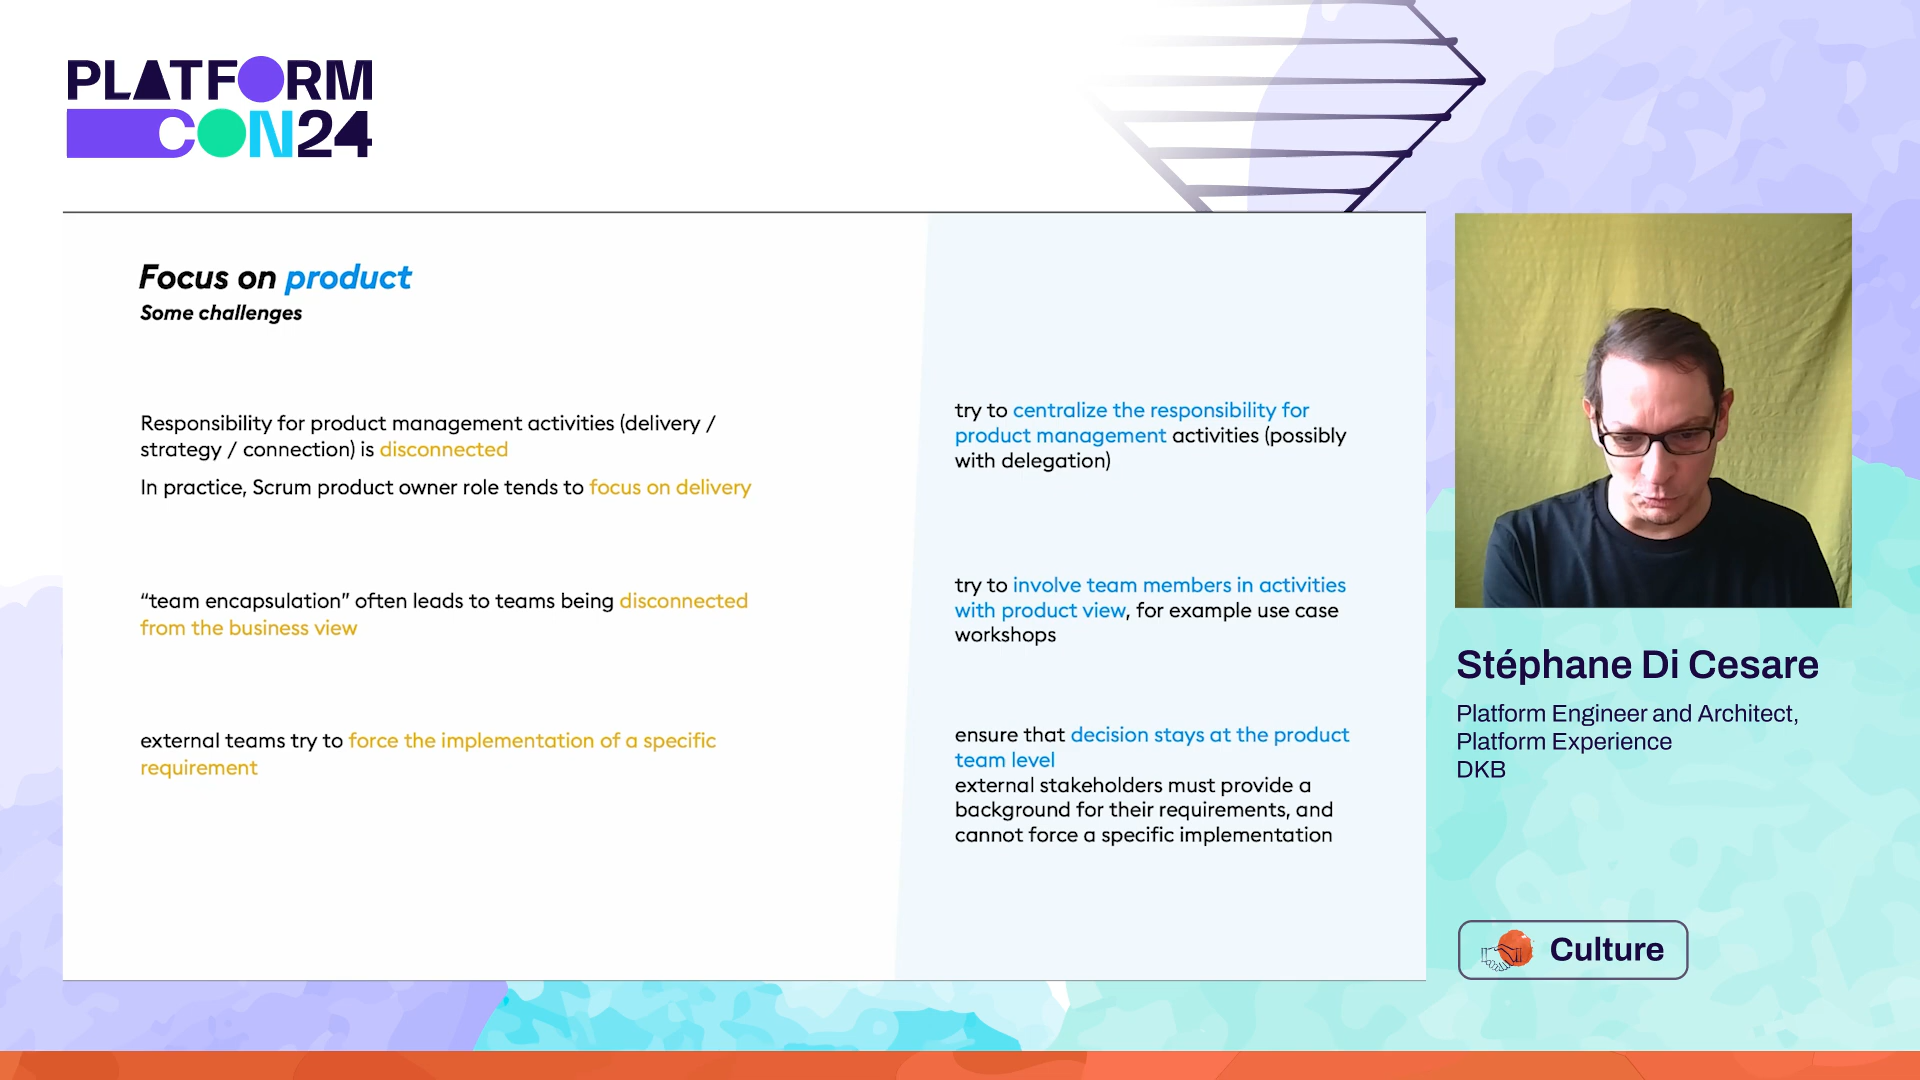 PLATFORM
CON24
Focus on product
Some challenges
Responsibility for product management activities (delivery /
strategy / connection) is disconnected
In practice, Scrum product owner role tends to focus on delivery
“team encapsulation” often leads to teams being disconnected
from the business view
external teams try to force the implementation of a specific
requirement
try to centralize the responsibility for
product management activities (possibly
with delegation)
try to involve team members in activities
with product view, for example use case
workshops
ensure that decision stays at the product
team level
external stakeholders must provide a
background for their requirements, and
cannot force a specific implementation
Stéphane Di Cesare
Platform Engineer and Architect,
Platform Experience
DKB
Culture